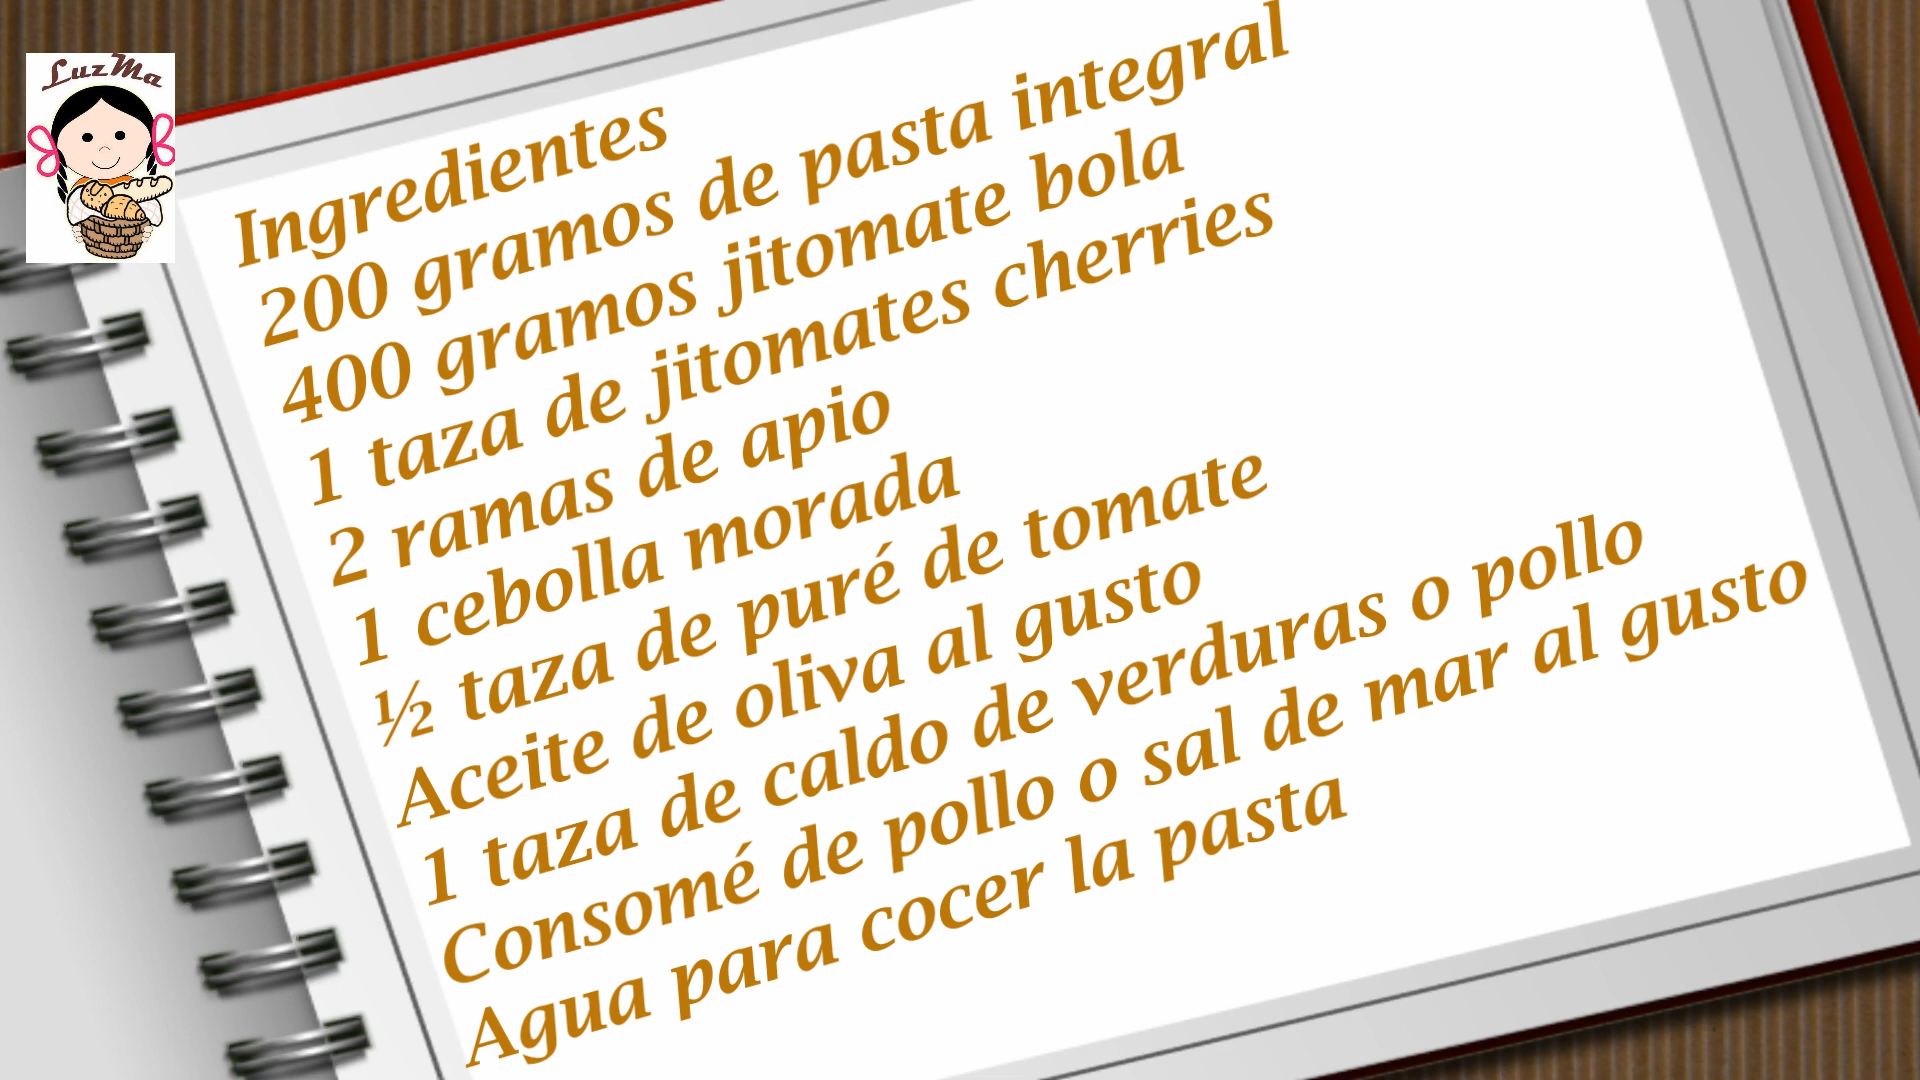 LuzMa
Ingredientes
200 gramos de pasta integral
400 gramos jitomate bola
1 taza de jitomates cherries
2 ramas de apio
1 cebolla morada
½ taza de puré de tomate
Aceite de oliva al gusto
1 taza de caldo de verduras o pollo
Consomé de pollo o sal de mar al gusto
Agua para cocer la pasta